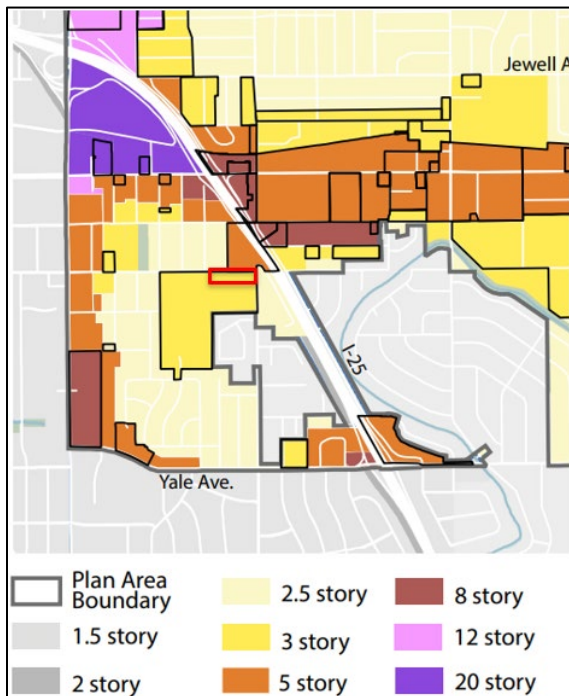 Jewell A
I-25
Yale Ave.
Plan Area
Boundary
1.5 story
2 story
2.5 story
3 story
5 story
8 story
12 story
20 story